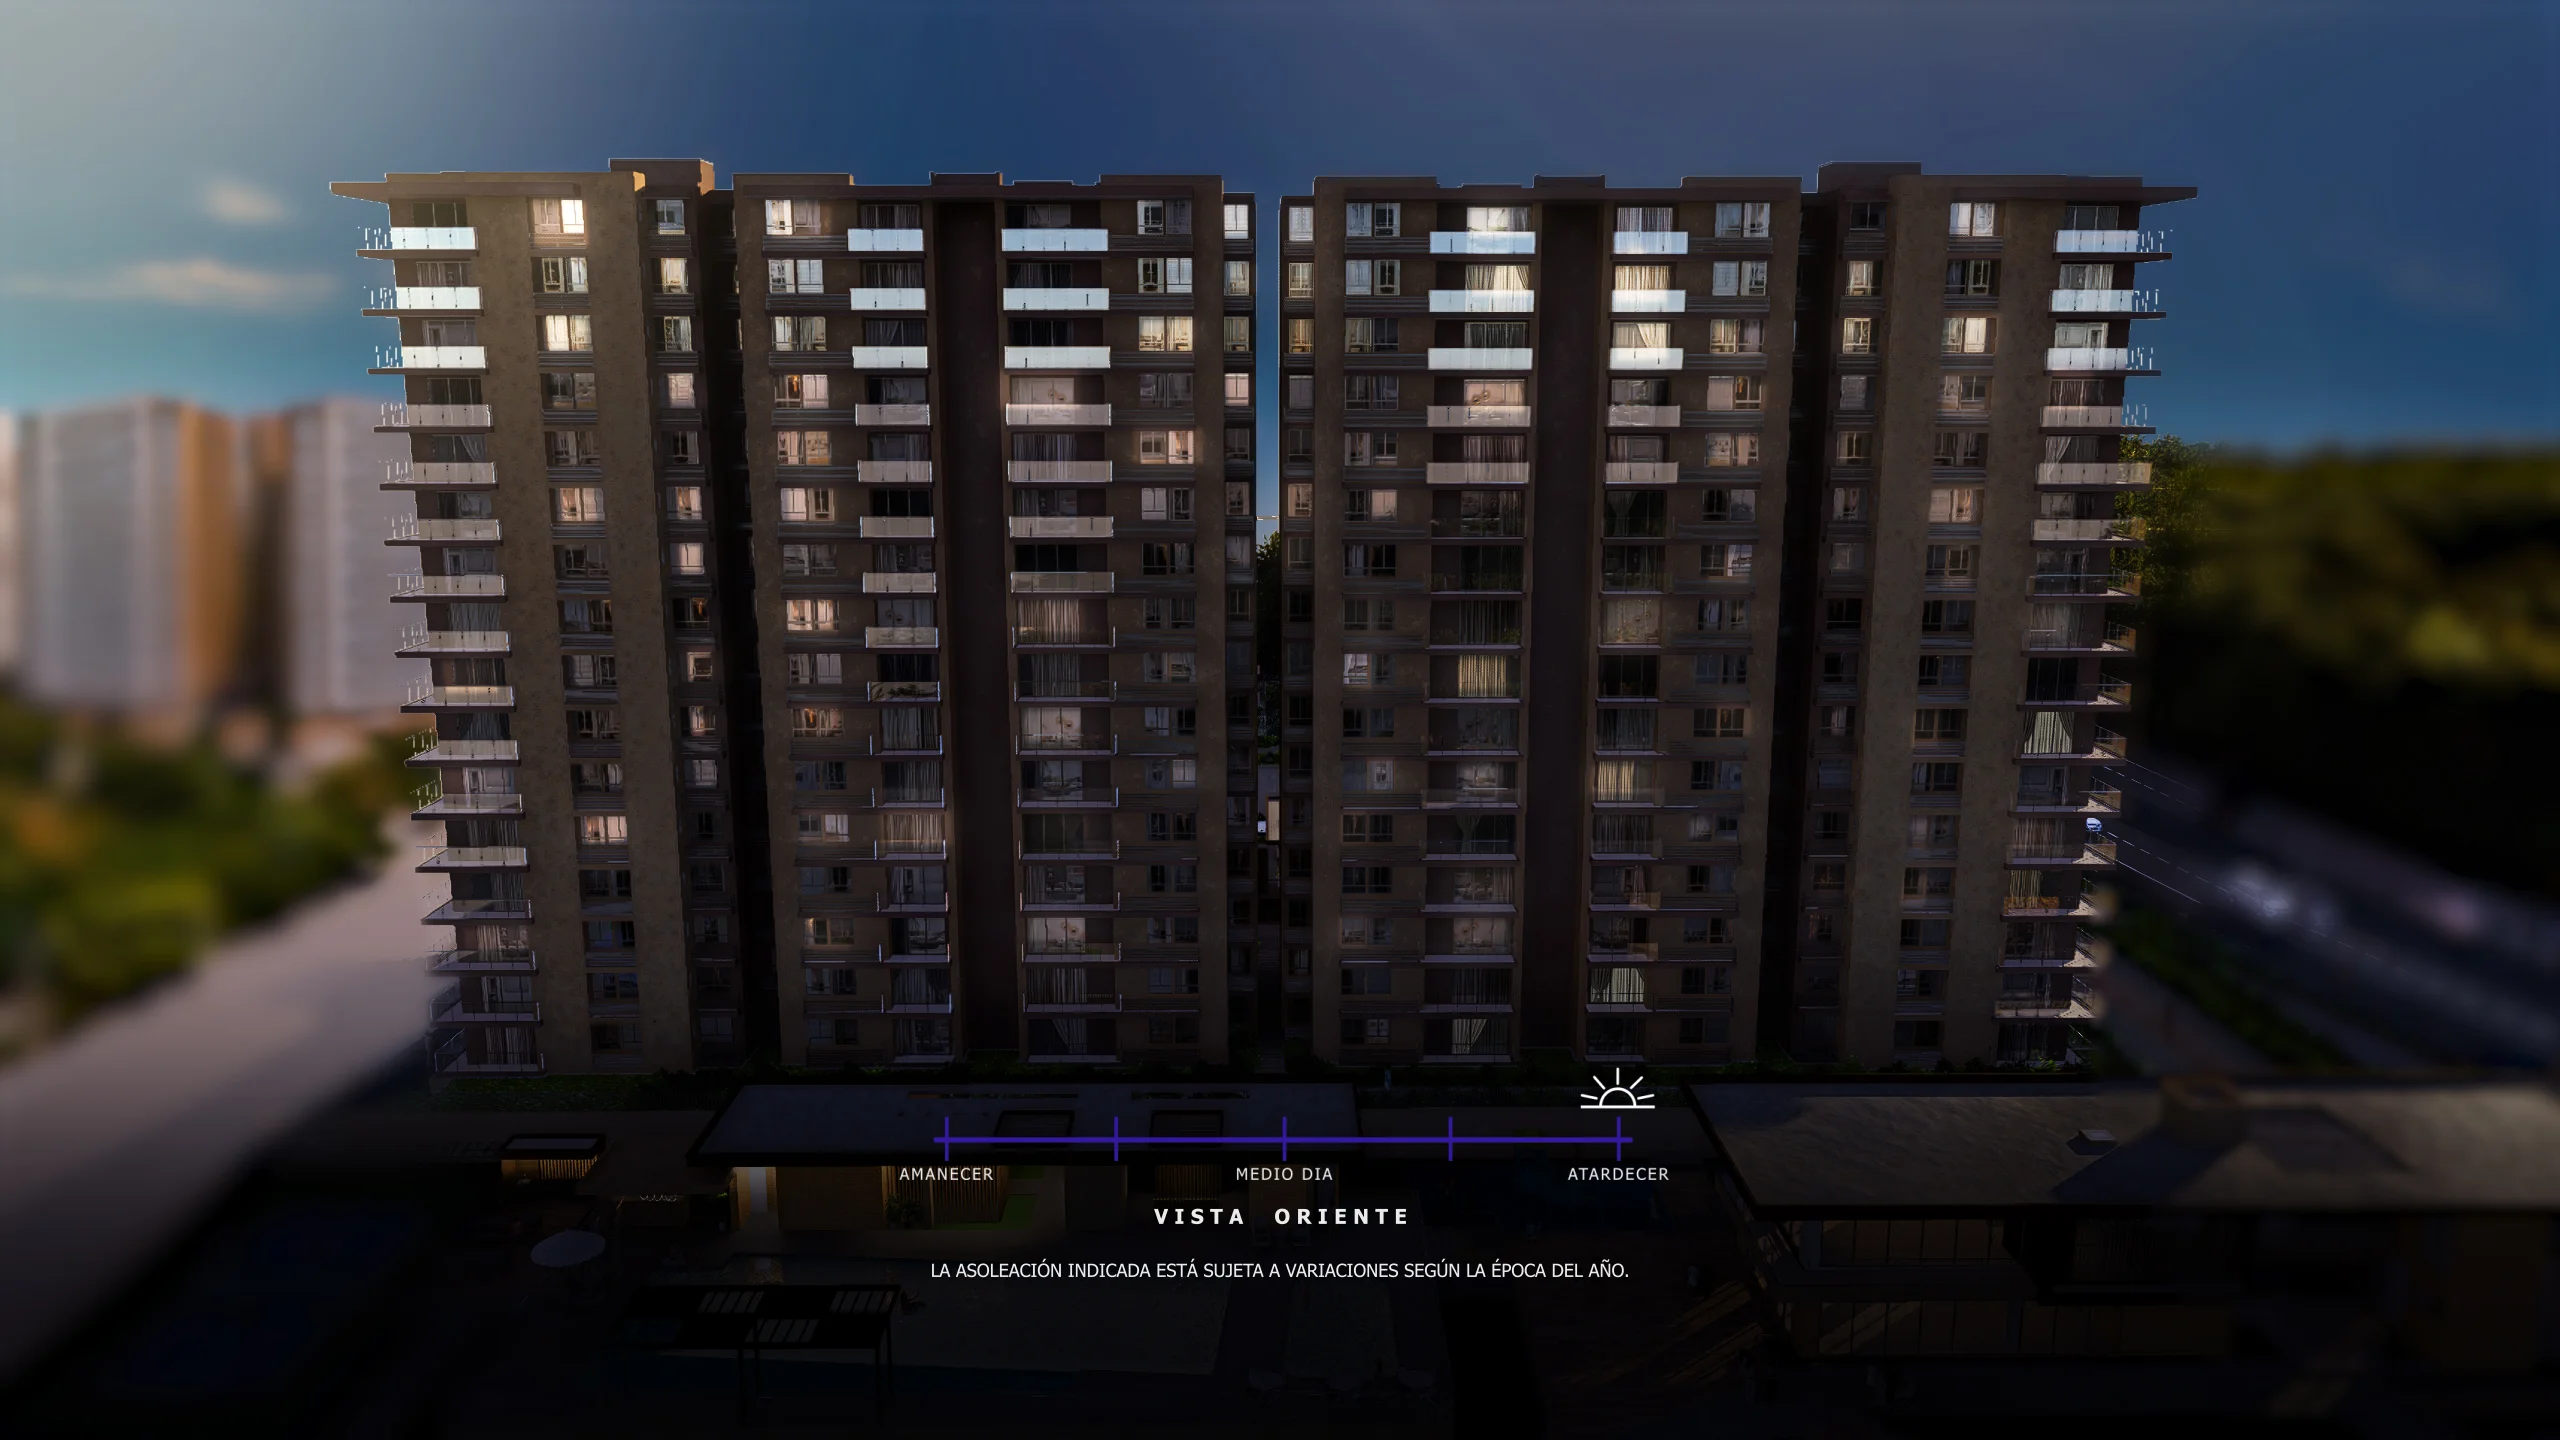 AMANECER MEDIO DIA ATARDECER
VISTA ORIENTE
LA ASOLEACIÓN INDICADA ESTÁ SUJETA A VARIACIONES SEGÚN LA ÉPOCA DEL AÑO.